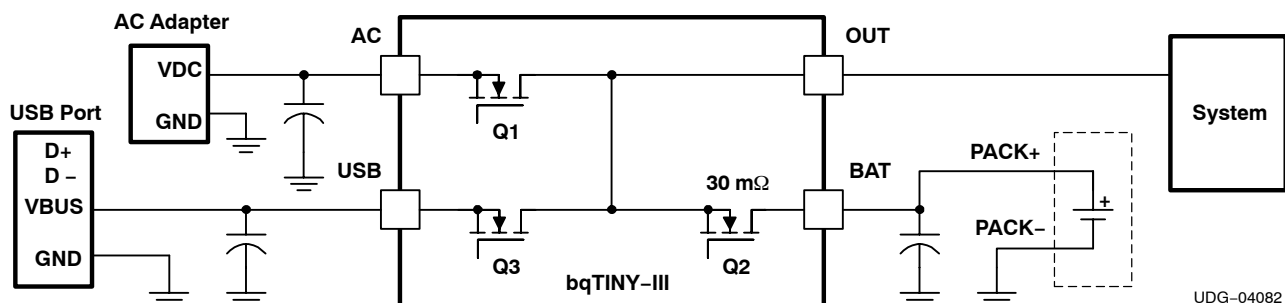 AC Adapter
VDC
GND
USB Port
D+
D −
VBUS
GND
AC
USB
Q1
Q3
30 mΩ
Q2
bqTINY−III
OUT
BAT
PACK+
+
PACK−
System
UDG−04082